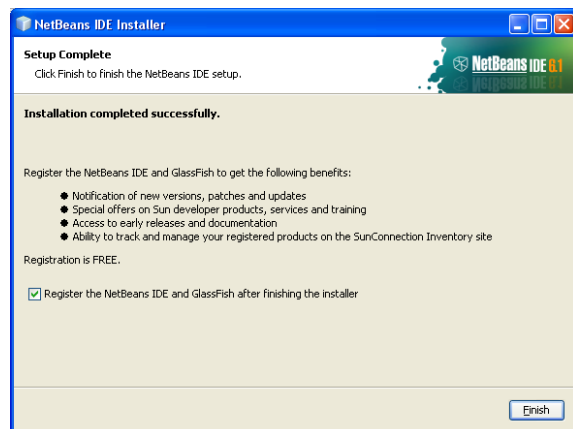 NetBeans IDE Installer
Setup Complete
Click Finish to finish the NetBeans IDE setup.
NetBeans IDE 6.1
Installation completed successfully.
Register the NetBeans IDE and GlassFish to get the following benefits:
Notification of new versions, patches and updates
Special offers on Sun developer products, services and training
Access to early releases and documentation
Ability to track and manage your registered products on the SunConnection Inventory site
Registration is FREE.
Register the NetBeans IDE and GlassFish after finishing the installer
Finish